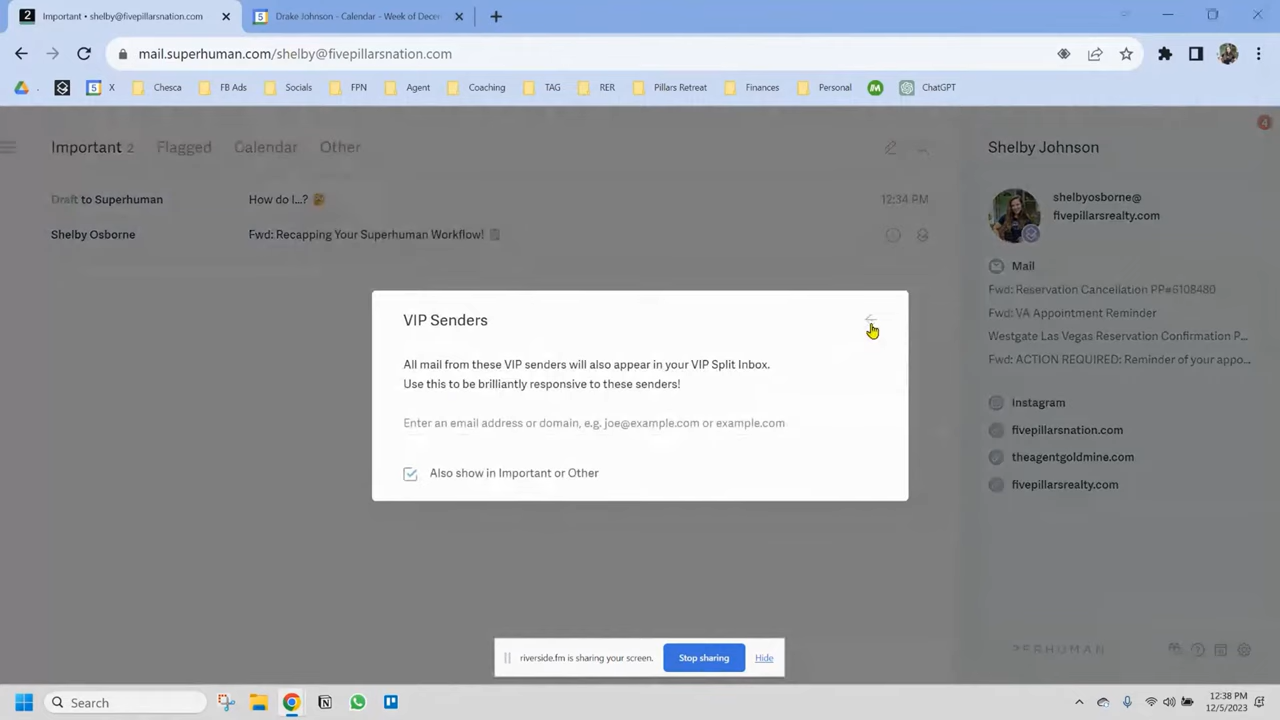 2 Important • shelby@fivepillarsnation.com
5 Drake Johnson - Calendar - Week of Decem
mail.superhuman.com/shelby@fivepillarsnation.com
5 X Chesca FB Ads Socials FPN Agent Coaching TAG RER Pillars Retreat Finances Personal ChatGPT
Important 2 Flagged Calendar Other
Draft to Superhuman How do I...? 12:34 PM
Shelby Osborne Fwd: Recapping Your Superhuman Workflow!
4
Shelby Johnson
shelbyosborne@
fivepillarsrealty.com
Mail
Fwd: Reservation Cancellation PP#6108480
Fwd: VA Appointment Reminder
Westgate Las Vegas Reservation Confirmation P...
Fwd: ACTION REQUIRED: Reminder of your appo...
Instagram
fivepillarsnation.com
theagentgoldmine.com
fivepillarsrealty.com
VIP Senders
All mail from these VIP senders will also appear in your VIP Split Inbox.
Use this to be brilliantly responsive to these senders!
Enter an email address or domain, e.g. joe@example.com or example.com
Also show in Important or Other
riverside.fm is sharing your screen. Stop sharing Hide
Search
12:38 PM
12/5/2023